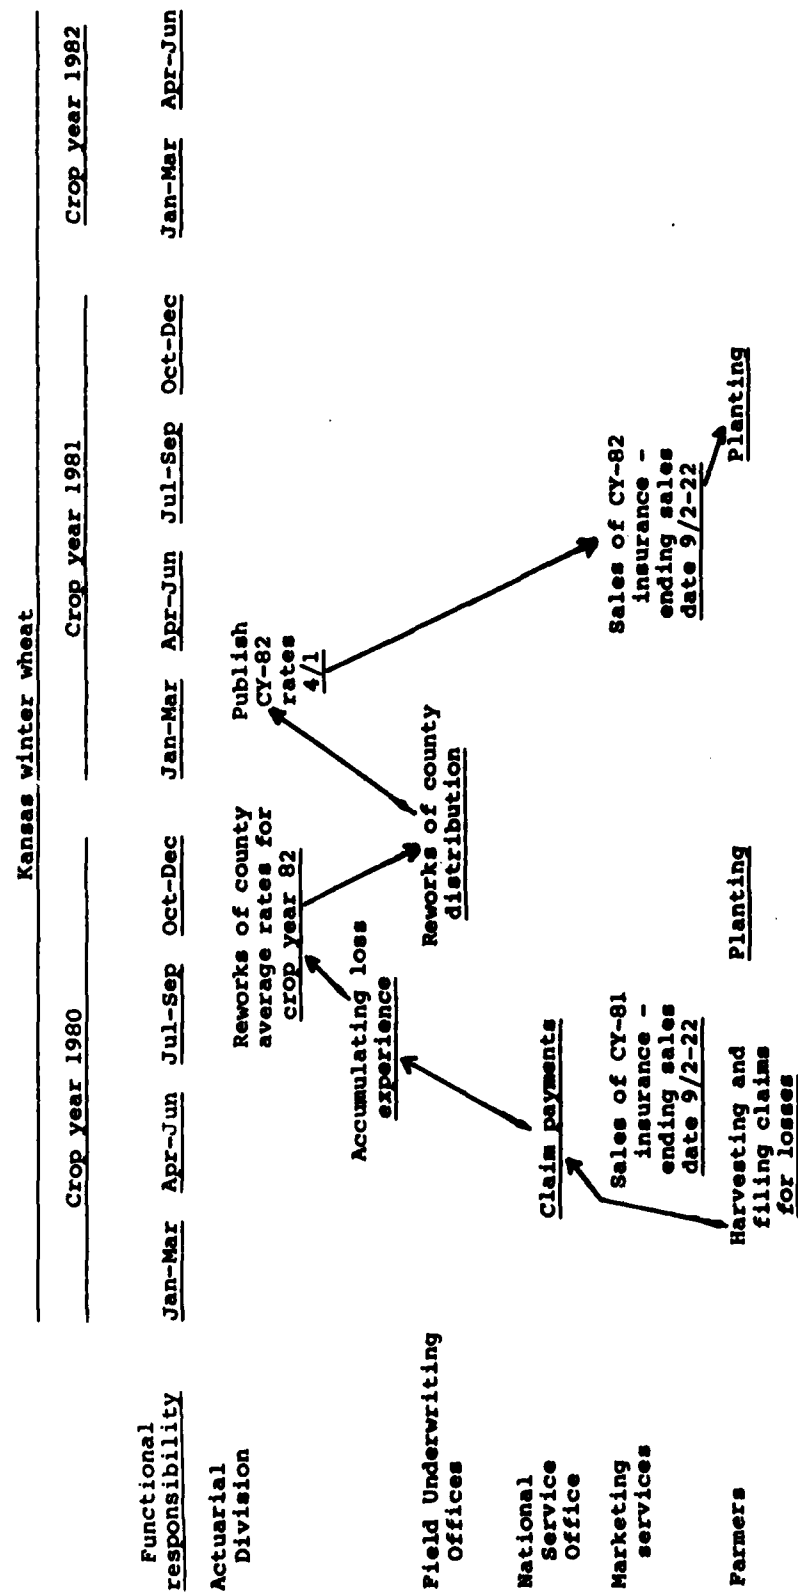 Kansas winter wheat
Crop year 1980 Crop year 1981 Crop year 1982
Functional
responsibility Jan-Mar Apr-Jun Jul-Sep Oct-Dec Jan-Mar Apr-Jun Jul-Sep Oct-Dec Jan-Mar Apr-Jun
Actuarial
Division
Reworks of county
average rates for
crop year 82
Publish
CY-82
rates
4/1
Accumulating loss
experience
Field Underwriting
Offices
Reworks of county
distribution
National
Service
Office
Claim payments
Marketing
services
Sales of CY-81
insurance -
ending sales
date 9/2-22
Sales of CY-82
insurance -
ending sales
date 9/2-22
Farmers
Harvesting and
filing claims
for losses
Planting
Planting